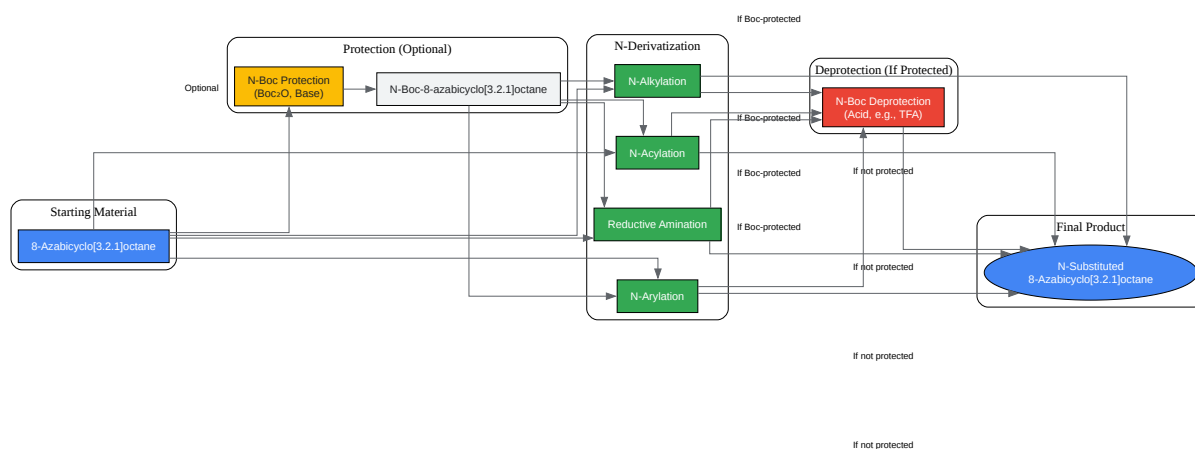 If Boc-protected
Protection (Optional)
N-Derivatization
N-Boc Protection
(Boc₂O, Base)
N-Boc-8-azabicyclo[3.2.1]octane
N-Alkylation
Deprotection (If Protected)
Optional
N-Boc Deprotection
(Acid, e.g., TFA)
If Boc-protected
N-Acylation
If Boc-protected
If not protected
Starting Material
8-Azabicyclo[3.2.1]octane
Reductive Amination
If Boc-protected
Final Product
N-Substituted
8-Azabicyclo[3.2.1]octane
If not protected
N-Arylation
If not protected
If not protected